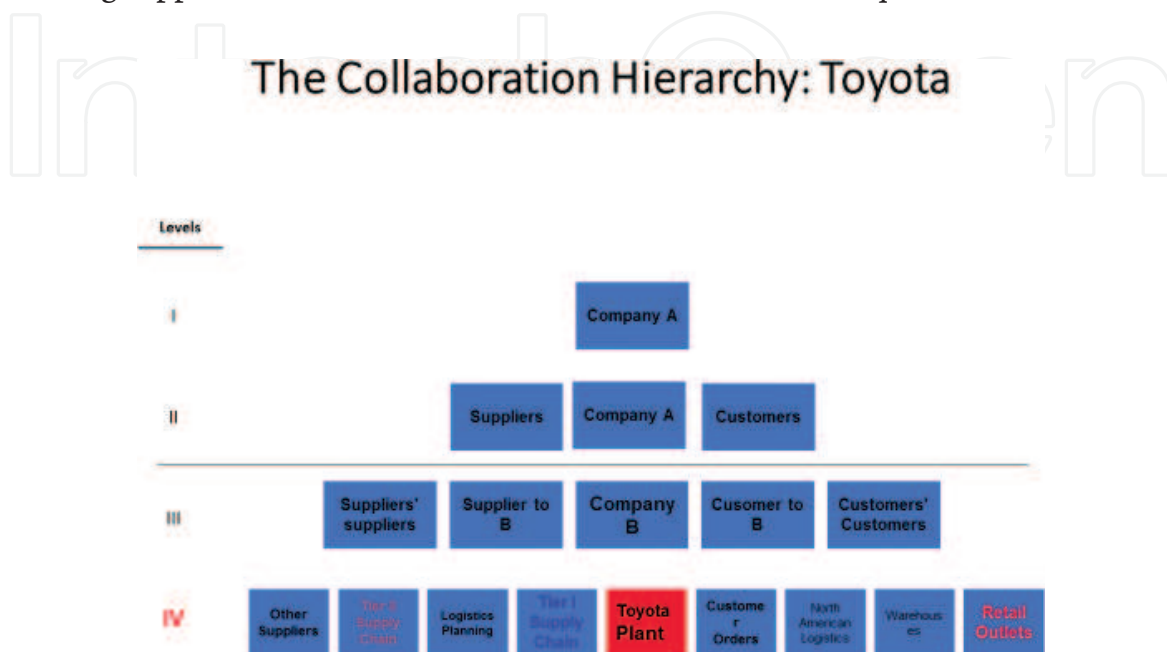 The Collaboration Hierarchy: Toyota
Levels
I
Company A
II
Suppliers
Company A
Customers
III
Suppliers'
suppliers
Supplier to
B
Company
B
Cusomer to
B
Customers'
Customers
IV
Other
Suppliers
Supply
Chain
Logistics
Planning
Tier I
Supply
Chain
Toyota
Plant
Custome
r
Orders
North
American
Logistics
Warehous
es
Retail
Outlets